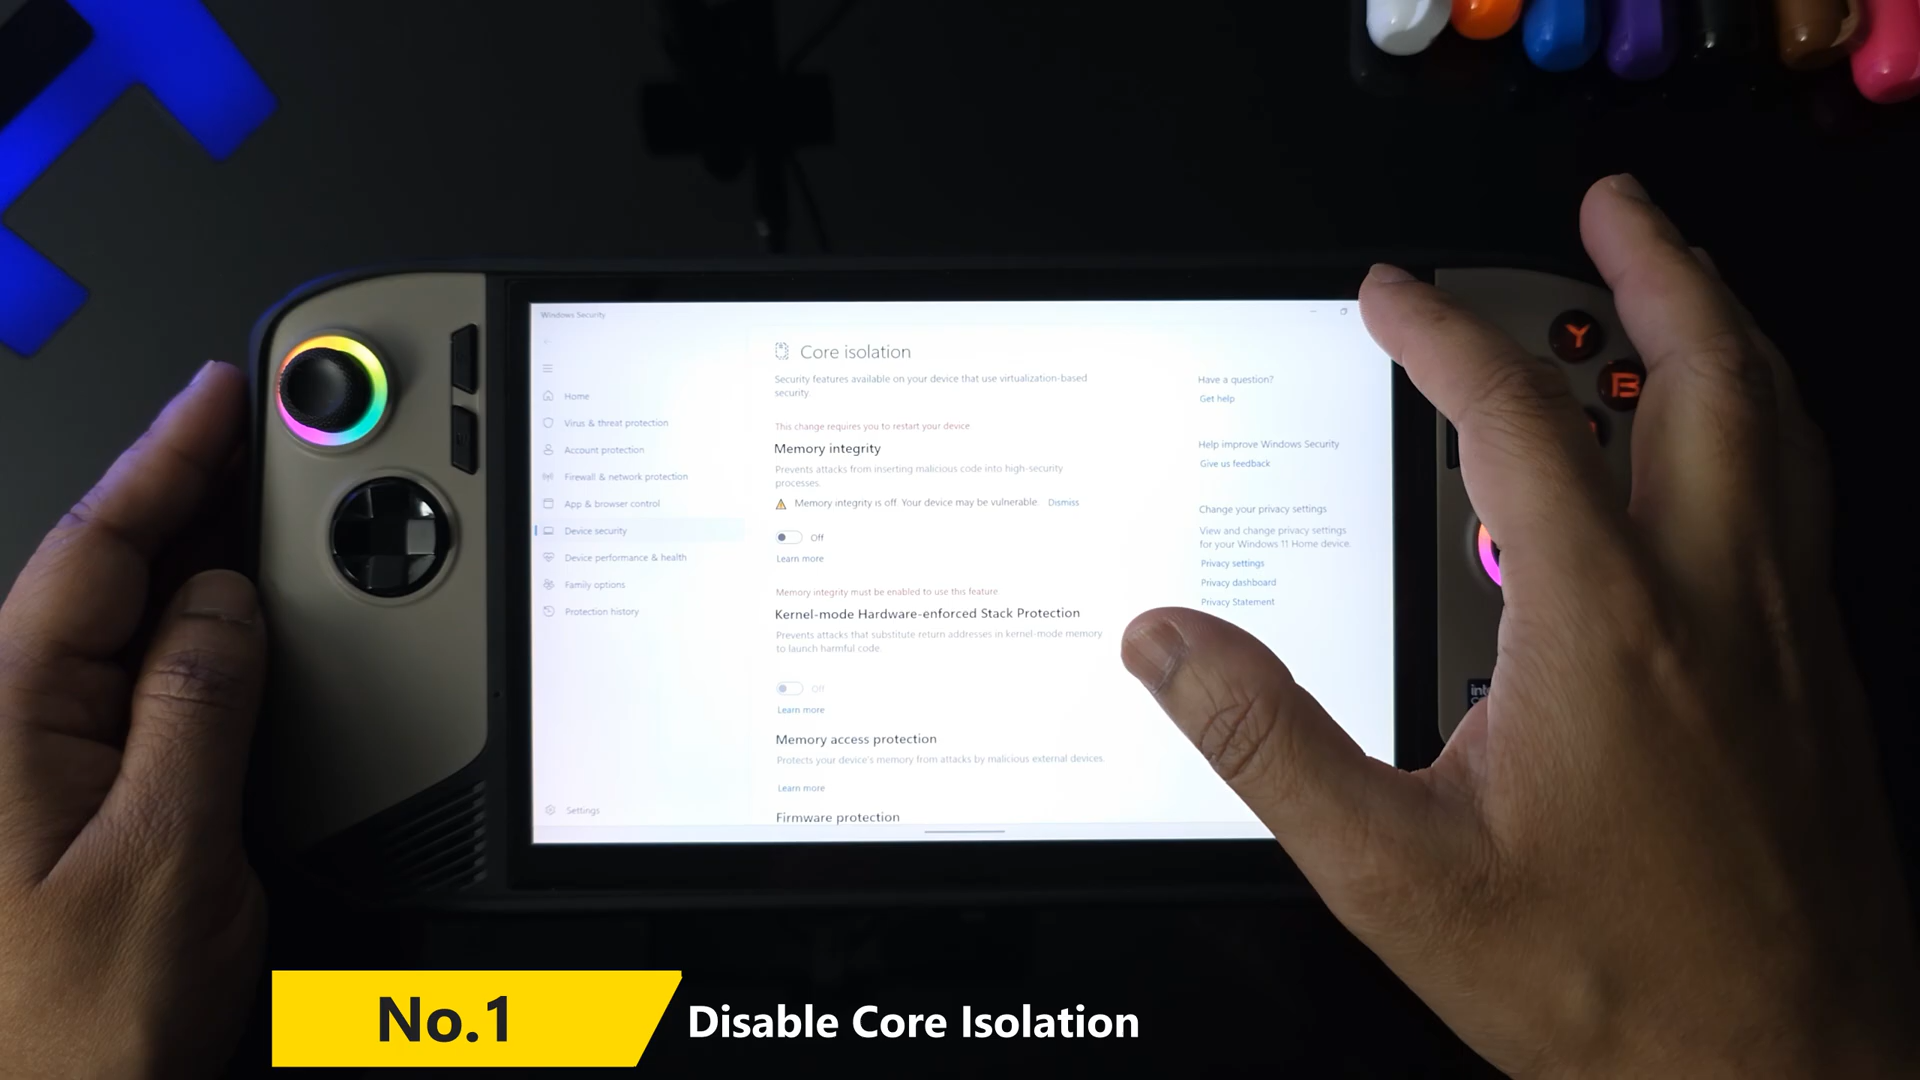 Windows Security
Home
Virus & threat protection
Account protection
Firewall & network protection
App & browser control
Device security
Device performance & health
Family options
Protection history
Settings
Core isolation
Security features available on your device that use virtualization-based
security.
This change requires you to restart your device
Memory integrity
Prevents attacks from inserting malicious code into high-security
processes.
Memory integrity is off. Your device may be vulnerable. Dismiss
Off
Learn more
Memory integrity must be enabled to use this feature
Kernel-mode Hardware-enforced Stack Protection
Prevents attacks that substitute return addresses in kernel-mode memory
to launch harmful code.
Off
Learn more
Memory access protection
Protects your device's memory from attacks by malicious external devices.
Learn more
Firmware protection
Have a question?
Get help
Help improve Windows Security
Give us feedback
Change your privacy settings
View and change privacy settings
for your Windows 11 Home device.
Privacy settings
Privacy dashboard
Privacy Statement
Y
B
No.1
Disable Core Isolation